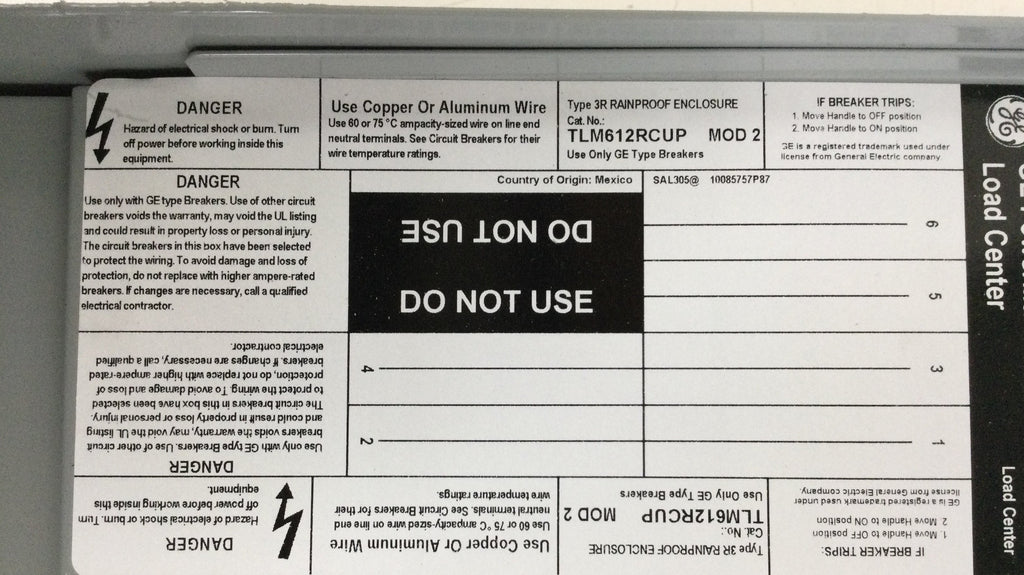 DANGER
Hazard of electrical shock or burn. Turn
off power before working inside this
equipment.
Use Copper Or Aluminum Wire
Use 60 or 75 °C ampacity-sized wire on line end
neutral terminals. See Circuit Breakers for their
wire temperature ratings.
Type 3R RAINPROOF ENCLOSURE
Cat. No.:
TLM612RCUP MOD 2
Use Only GE Type Breakers
IF BREAKER TRIPS:
1. Move Handle to OFF position
2. Move Handle to ON position
GE is a registered trademark used under
license from General Electric company
DANGER
Use only with GE type Breakers. Use of other circuit
breakers voids the warranty, may void the UL listing
and could result in property loss or personal injury.
The circuit breakers in this box have been selected
to protect the wiring. To avoid damage and loss of
protection, do not replace with higher ampere-rated
breakers. If changes are necessary, call a qualified
electrical contractor.
Country of Origin: Mexico
SAL305@ 10085757P87
DO NOT USE
DO NOT USE
6
5
4
3
2
1
GE
Load Center
Load Center
DANGER
Use only with GE type Breakers. Use of other circuit
breakers voids the warranty, may void the UL listing
and could result in property loss or personal injury.
The circuit breakers in this box have been selected
to protect the wiring. To avoid damage and loss of
protection, do not replace with higher ampere-rated
breakers. If changes are necessary, call a qualified
electrical contractor.
DANGER
Hazard of electrical shock or burn. Turn
off power before working inside this
equipment.
Use Copper Or Aluminum Wire
Use 60 or 75 °C ampacity-sized wire on line end
neutral terminals. See Circuit Breakers for their
wire temperature ratings.
Type 3R RAINPROOF ENCLOSURE
Cat. No.:
TLM612RCUP MOD 2
Use Only GE Type Breakers
IF BREAKER TRIPS:
1. Move Handle to OFF position
2. Move Handle to ON position
GE is a registered trademark used under
license from General Electric company.